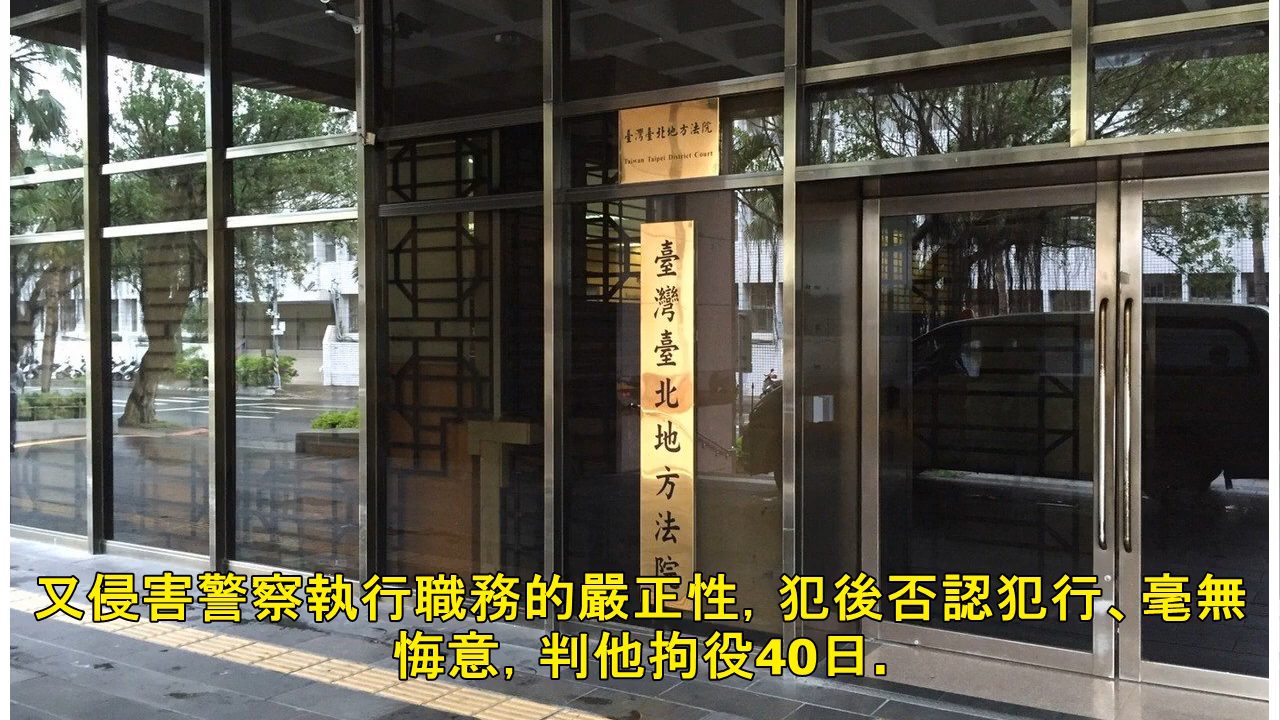 臺灣臺北地方法院
Taiwan Taipei District Court
臺灣臺北地方法院
又侵害警察執行職務的嚴正性, 犯後否認犯行、毫無
悔意, 判他拘役40日.